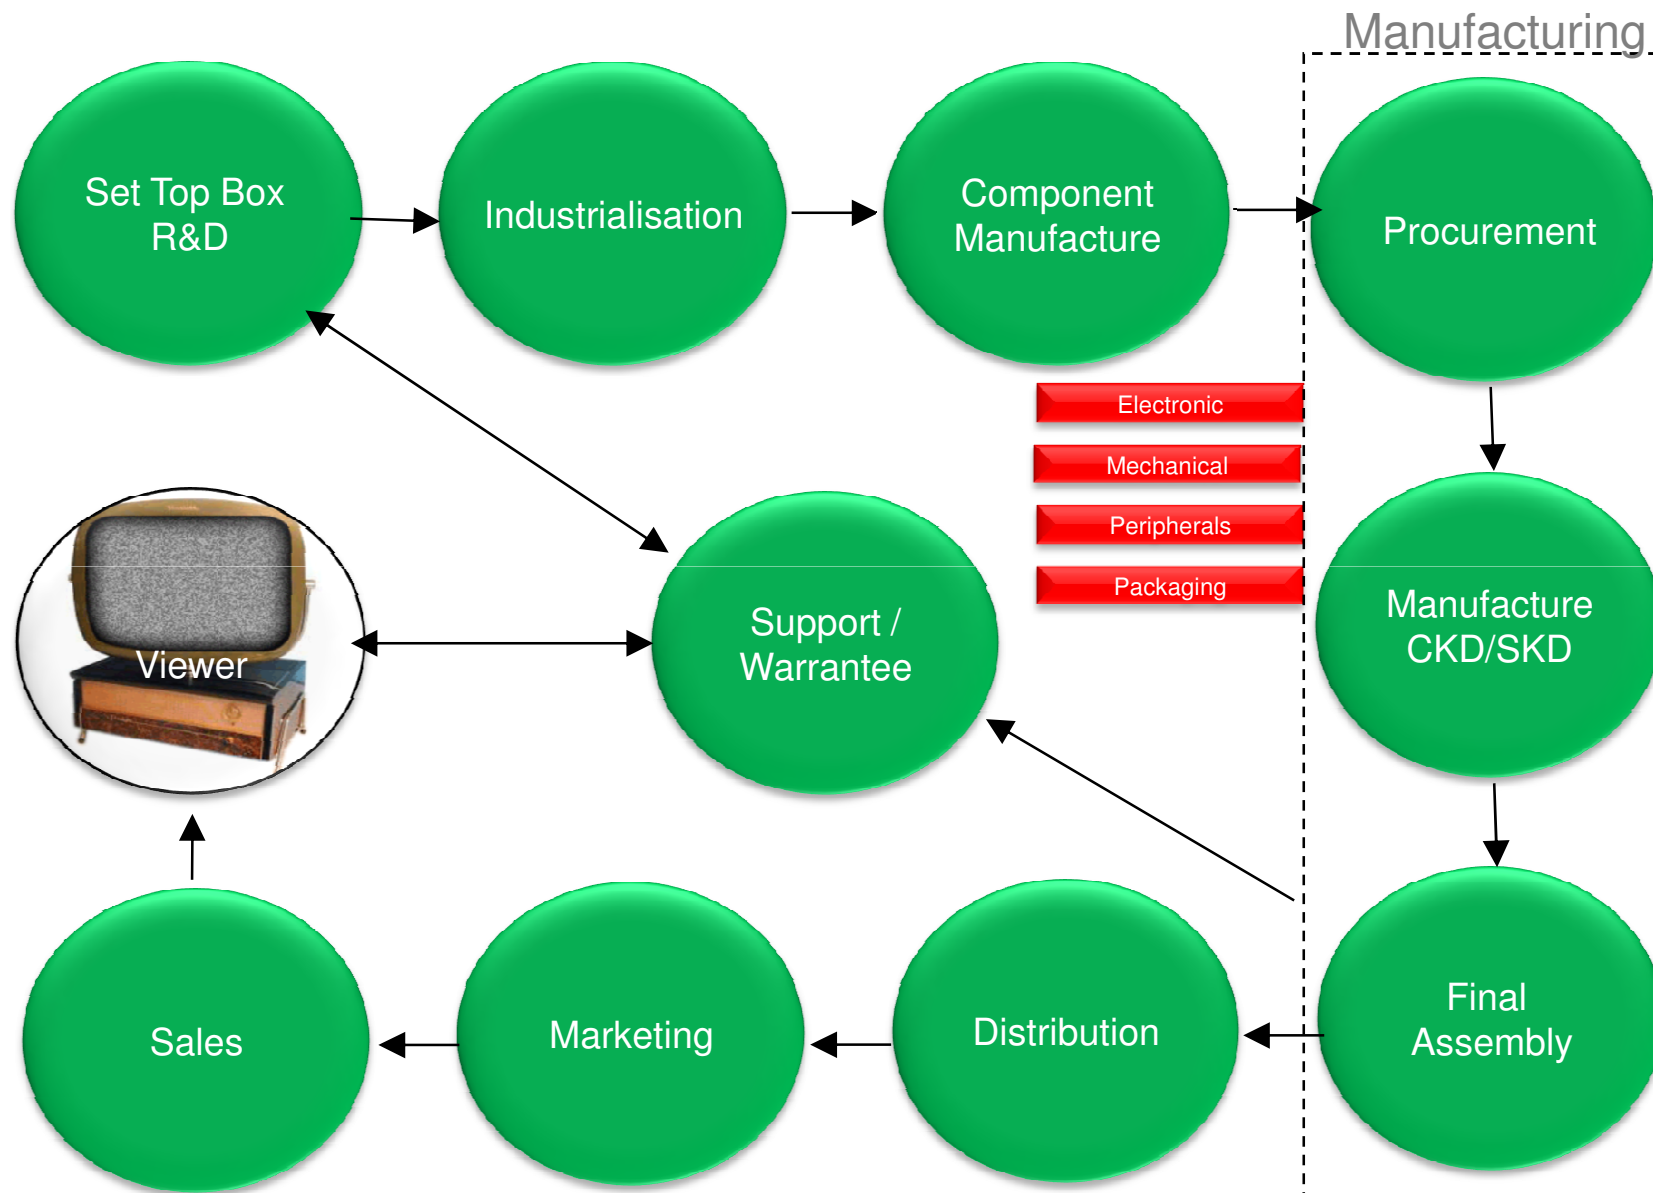 Manufacturing
Set Top Box
R&D
Industrialisation
Component
Manufacture
Procurement
Electronic
Mechanical
Peripherals
Packaging
Viewer
Support /
Warrantee
Manufacture
CKD/SKD
Sales
Marketing
Distribution
Final
Assembly